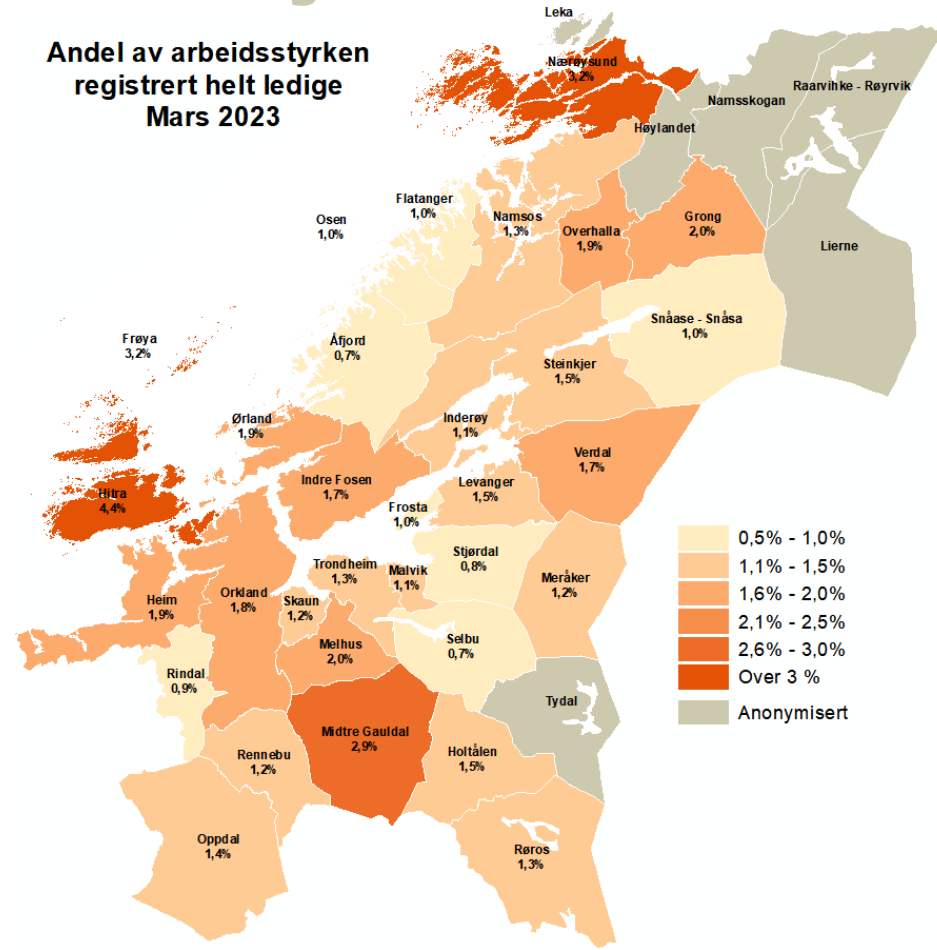 Andel av arbeidsstyrken
registrert helt ledige
Mars 2023
Leka
Nærøysund
3,2%
Raarvihke - Røyrvik
Namsskogan
Høylandet
Flatanger
1,0%
Osen
1,0%
Namsos
1,3%
Overhalla
1,9%
Grong
2,0%
Lierne
Snåase - Snåsa
1,0%
Frøya
3,2%
Åfjord
0,7%
Steinkjer
1,5%
Ørland
1,9%
Inderøy
1,1%
Verdal
1,7%
Indre Fosen
1,7%
Levanger
1,5%
Hitra
4,4%
Frosta
1,0%
Stjørdal
0,8%
Trondheim
1,3%
Malvik
1,1%
Meråker
1,2%
Heim
1,9%
Orkland
1,8%
Skaun
1,2%
Melhus
2,0%
Selbu
0,7%
Rindal
0,9%
Tydal
Midtre Gauldal
2,9%
Rennebu
1,2%
Holtålen
1,5%
Oppdal
1,4%
Røros
1,3%
0,5% - 1,0%
1,1% - 1,5%
1,6% - 2,0%
2,1% - 2,5%
2,6% - 3,0%
Over 3 %
Anonymisert